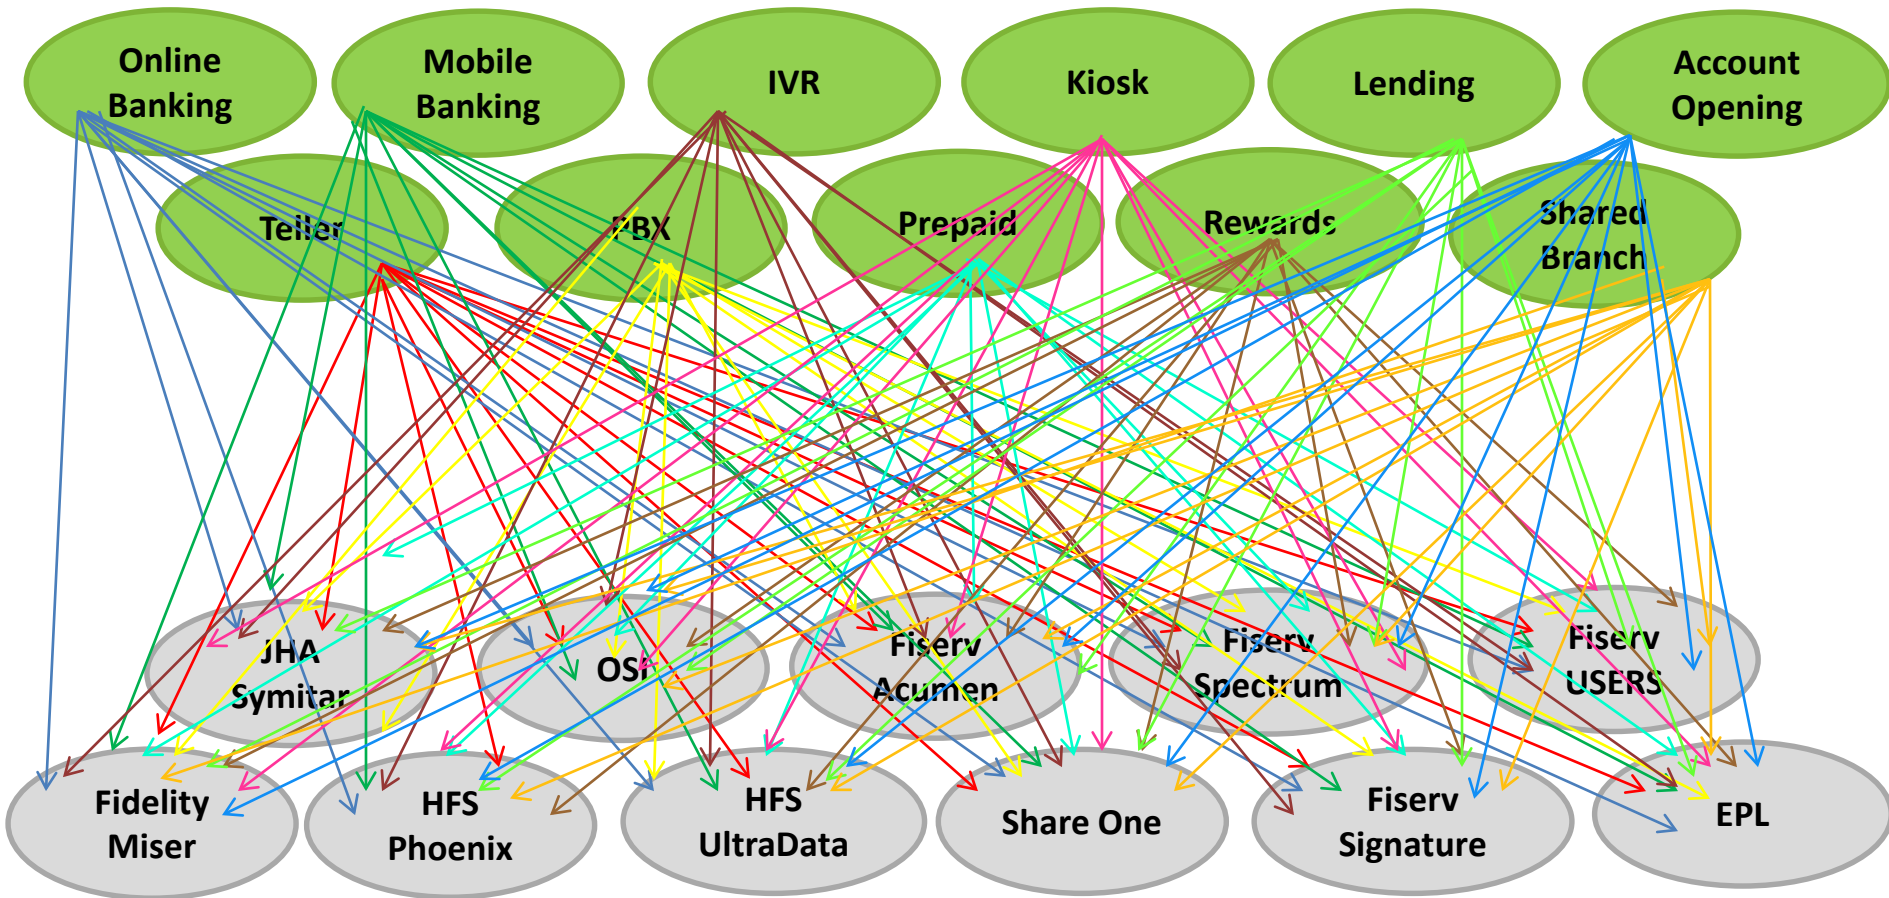 Online
Banking
Mobile
Banking
IVR
Kiosk
Lending
Account
Opening
Teller
PBX
Prepaid
Rewards
Shared
Branch
JHA
Symitar
OSI
Fiserv
Acumen
Fiserv
Spectrum
Fiserv
USERS
Fidelity
Miser
HFS
Phoenix
HFS
UltraData
Share One
Fiserv
Signature
EPL